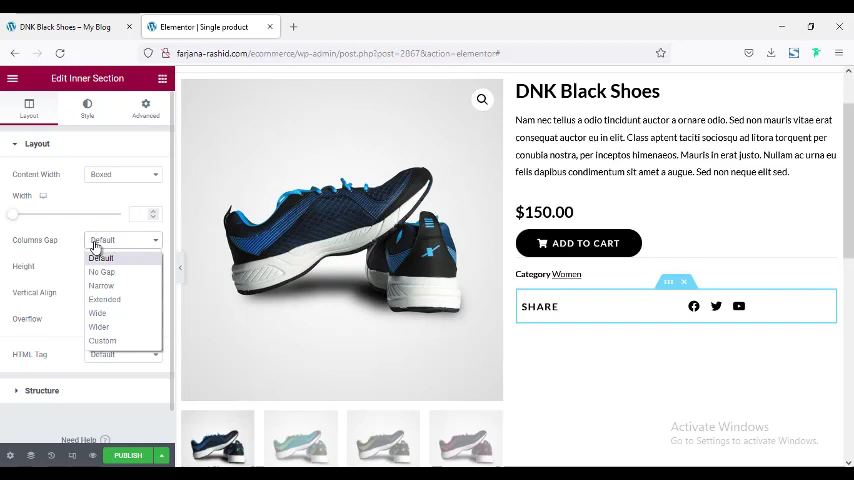 DNK Black Shoes – My Blog
Elementor | Single product
farjana-rashid.com/ecommerce/wp-admin/post.php?post=2867&action=elementor#
Edit Inner Section
Layout
Style
Advanced
Layout
Content Width
Boxed
Width
Columns Gap
Default
Default
No Gap
Height
Narrow
Vertical Align
Extended
Wide
Overflow
Wider
Custom
HTML Tag
Default
Structure
Need Help
PUBLISH
DNK Black Shoes
Nam nec tellus a odio tincidunt auctor a ornare odio. Sed non mauris vitae erat
consequat auctor eu in elit. Class aptent taciti sociosqu ad litora torquent per
conubia nostra, per inceptos himenaeos. Mauris in erat justo. Nullam ac urna eu
felis dapibus condimentum sit amet a augue. Sed non neque elit sed.
$150.00
ADD TO CART
Category Women
SHARE
Activate Windows
Go to Settings to activate Windows.